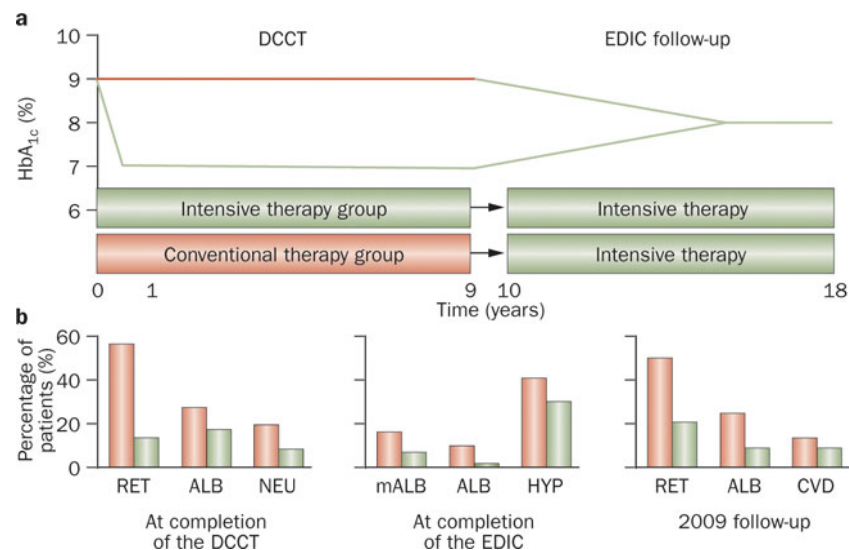 a
DCCT EDIC follow-up
HbA1c (%)
10
9
8
7
6
Intensive therapy group Intensive therapy
Conventional therapy group Intensive therapy
0 1 9 10 18
Time (years)
b
Percentage of
patients (%)
60
40
20
0
RET ALB NEU
At completion
of the DCCT
mALB ALB HYP
At completion
of the EDIC
RET ALB CVD
2009 follow-up